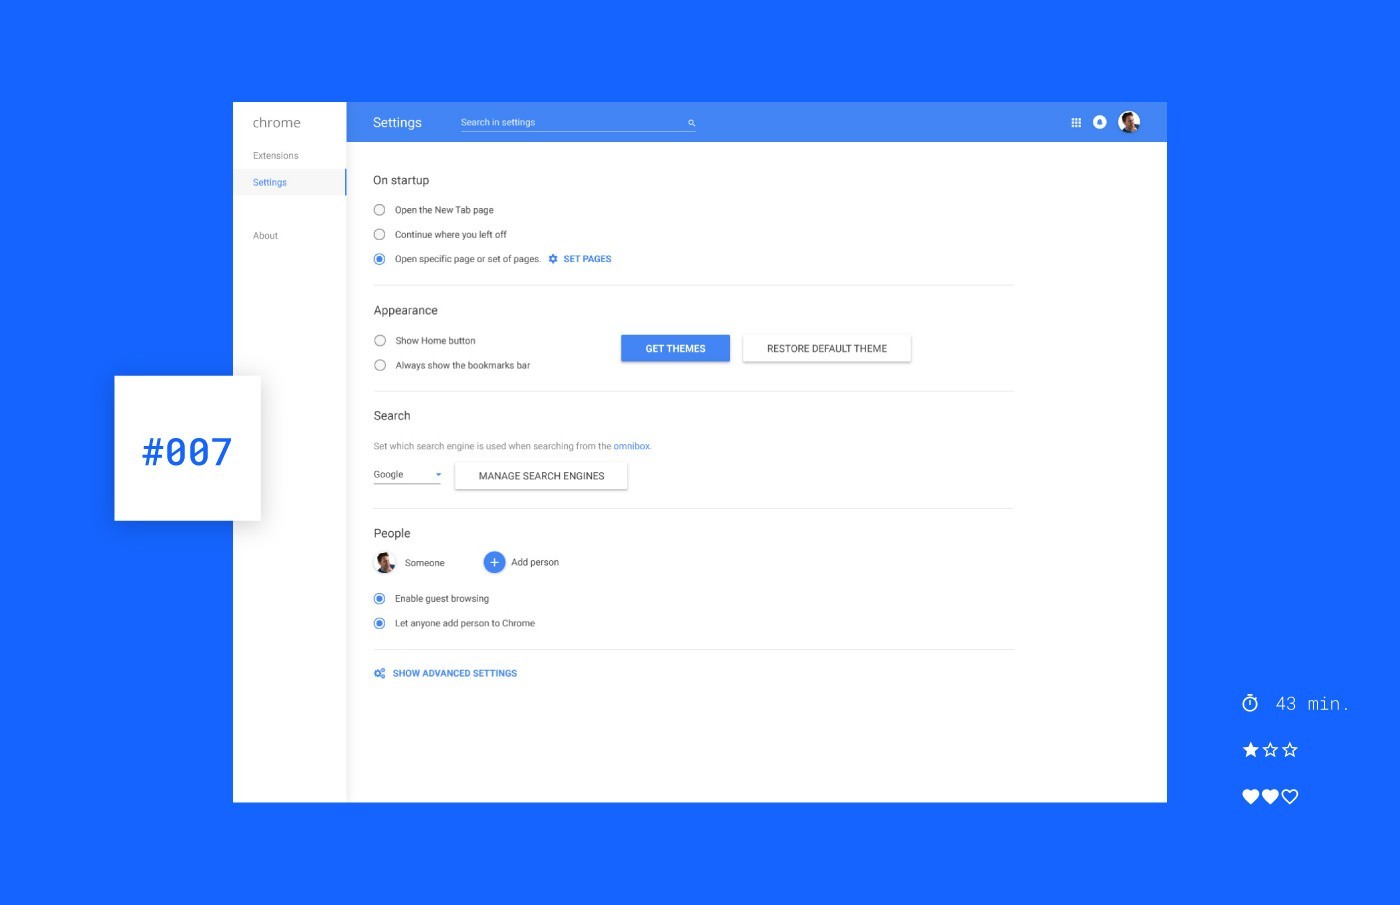 chrome
Extensions
Settings
About
Settings
Search in settings
On startup
Open the New Tab page
Continue where you left off
Open specific page or set of pages. SET PAGES
Appearance
Show Home button
Always show the bookmarks bar
GET THEMES
RESTORE DEFAULT THEME
Search
Set which search engine is used when searching from the omnibox.
Google
MANAGE SEARCH ENGINES
People
Someone
Add person
Enable guest browsing
Let anyone add person to Chrome
SHOW ADVANCED SETTINGS
#007
43 min.